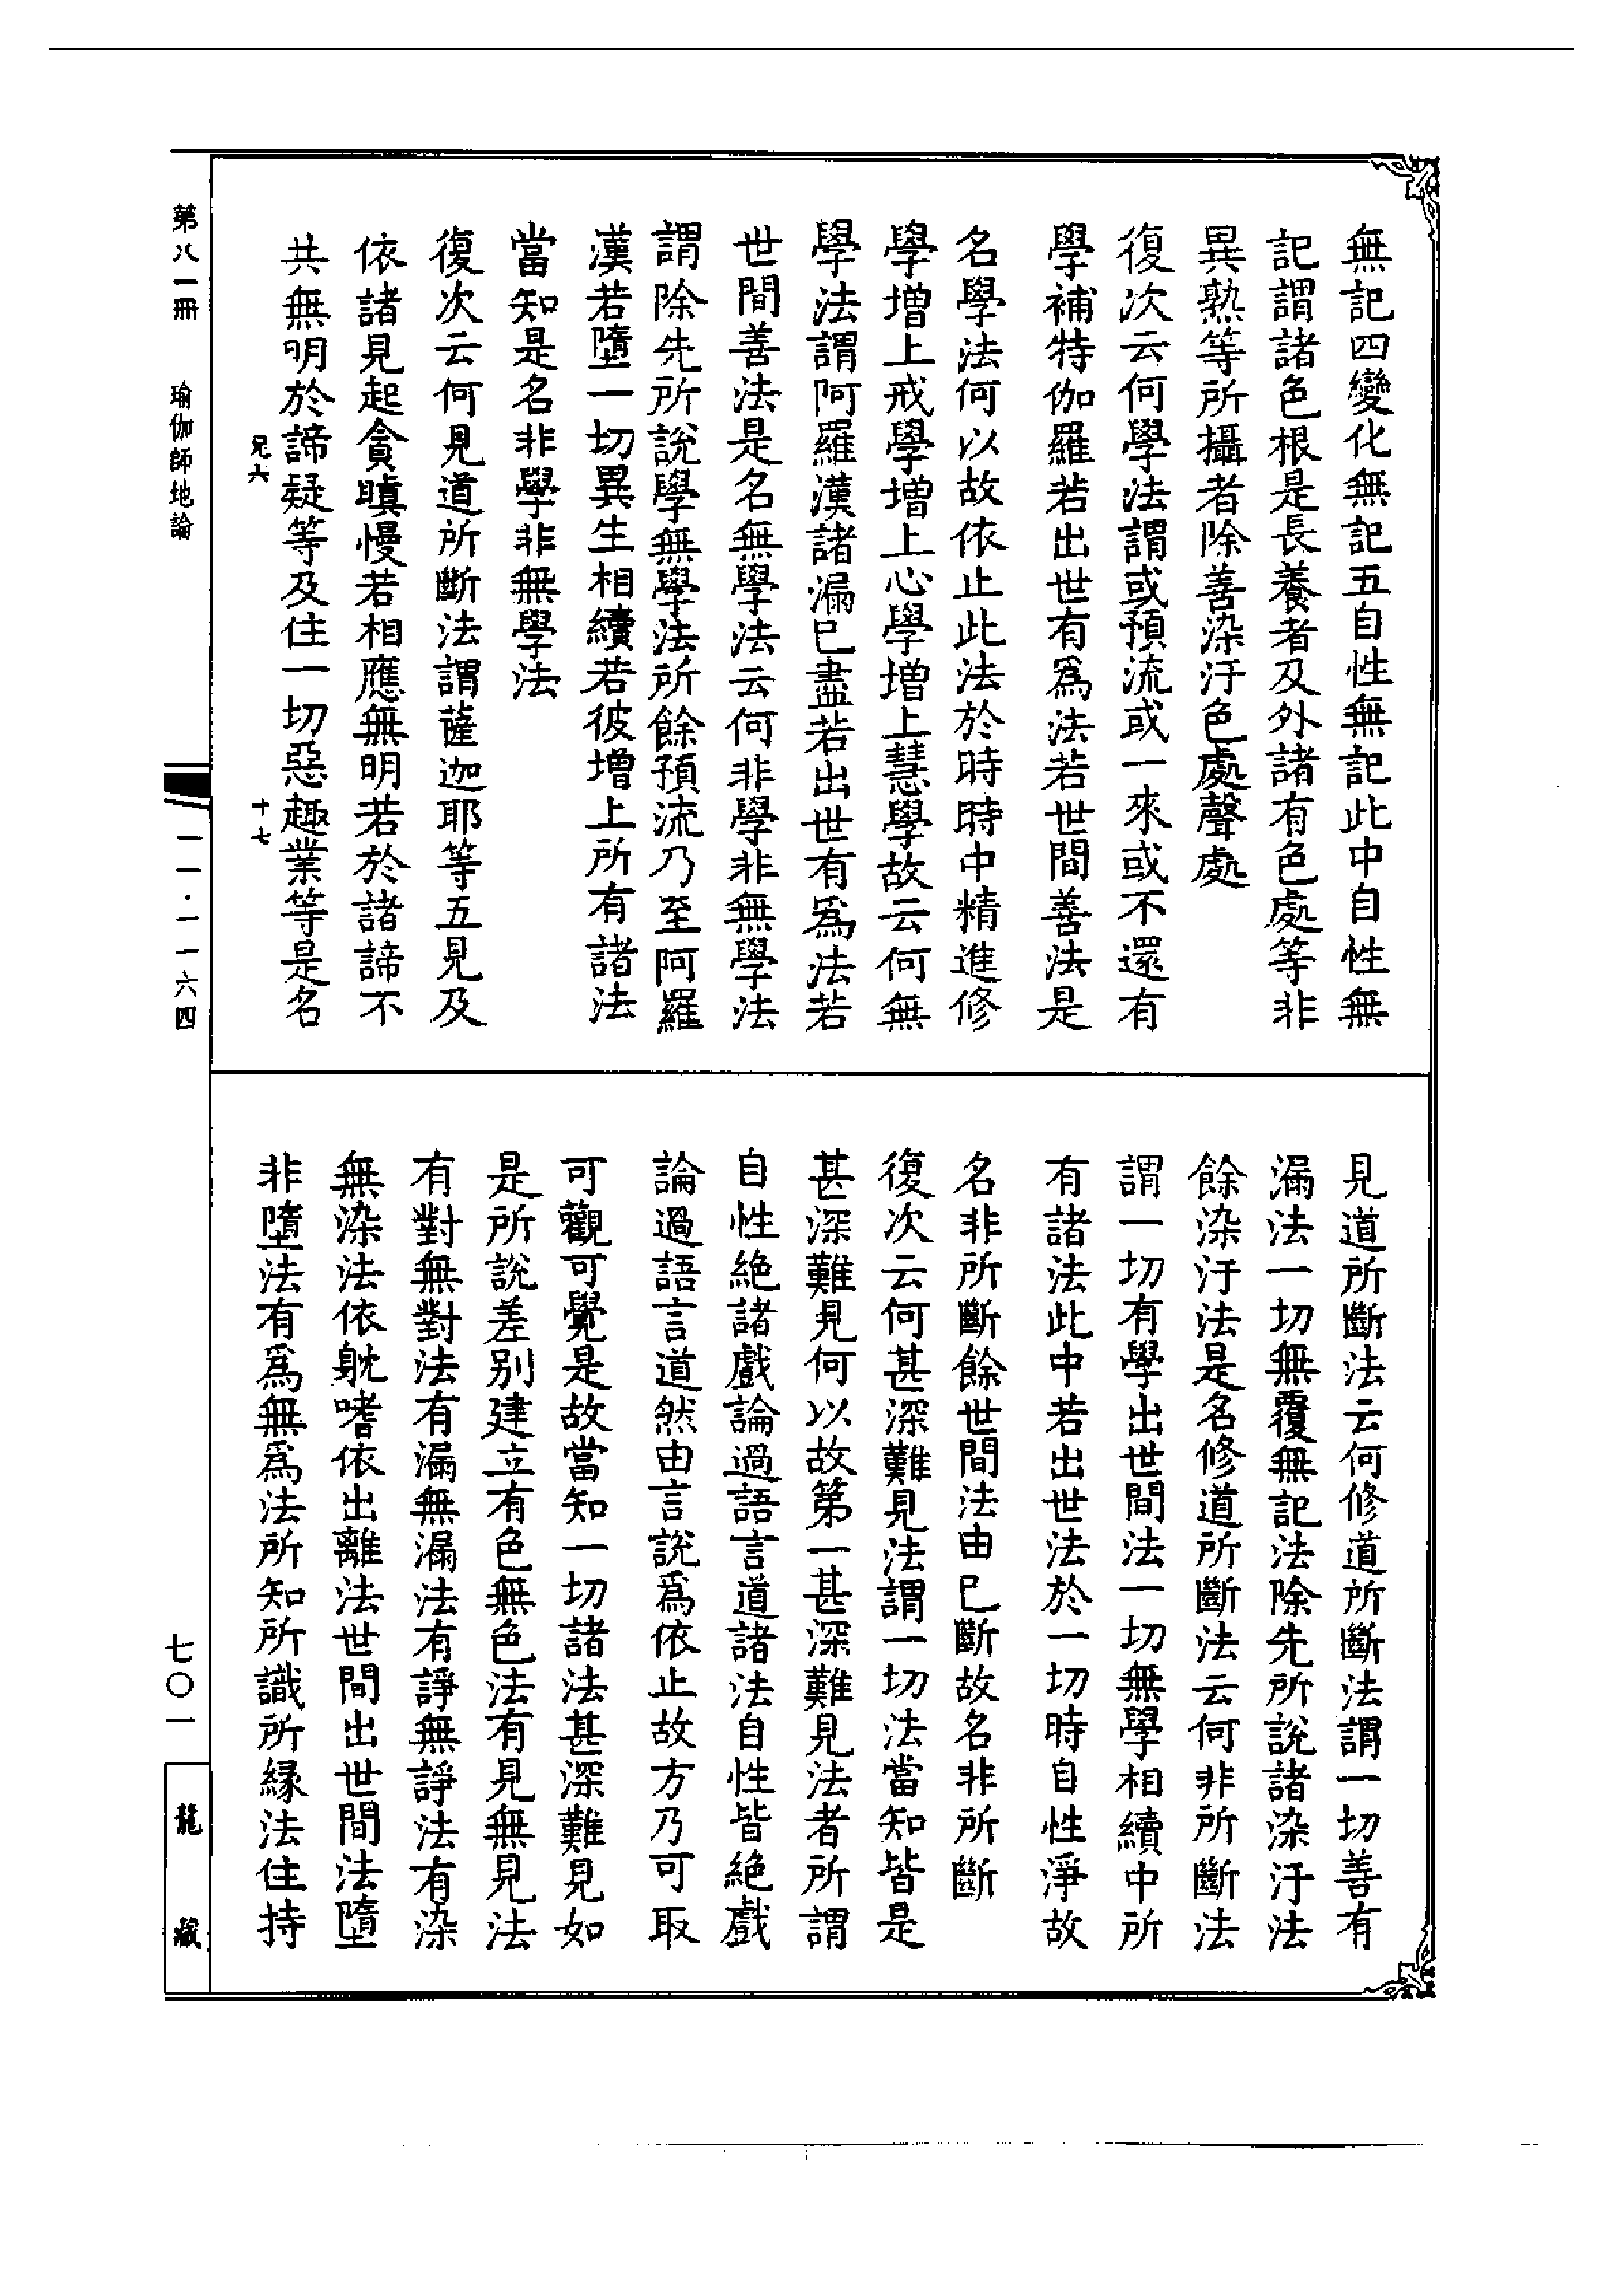 無記四變化無記五自性無記此中自性無
記謂諸色根是長養者及外諸有色處等非
異熟等所攝者除善染汙色處聲處
復次云何學法謂或預流或一來或不還有
學補特伽羅若出世有爲法若世間善法是
名學法何以故依止此法於時時中精進修
學增上戒學增上心學增上慧學故云何無
學法謂阿羅漢諸漏已盡若出世有爲法若
世間善法是名無學法云何非學非無學法
謂除先所說學無學法所餘預流乃至阿羅
漢若墮一切異生相續若彼增上所有諸法
當知是名非學非無學法
復次云何見道所斷法謂薩迦耶等五見及
依諸見起貪瞋慢若相應無明若於諸諦不
共無明於諦疑等及住一切惡趣業等是名
兄六
十七
見道所斷法云何修道所斷法謂一切善有
漏法一切無覆無記法除先所說諸染汙法
餘染汙法是名修道所斷法云何非所斷法
謂一切有學出世間法一切無學相續中所
有諸法此中若出世法於一切時自性淨故
名非所斷餘世間法由已斷故名非所斷
復次云何甚深難見法謂一切法當知皆是
甚深難見何以故第一甚深難見法者所謂
自性絕諸戲論過語言道諸法自性皆絕戲
論過語言道然由言說爲依止故方乃可取
可觀可覺是故當知一切諸法甚深難見如
是所說差別建立有色無色法有見無見法
有對無對法有漏無漏法有諍無諍法有染
無染法依躭嗜依出離法世間出世間法墮
非墮法有爲無爲法所知所識所緣法住持
第八一冊
瑜伽師地論
一一·一一六四
七〇一
龍藏